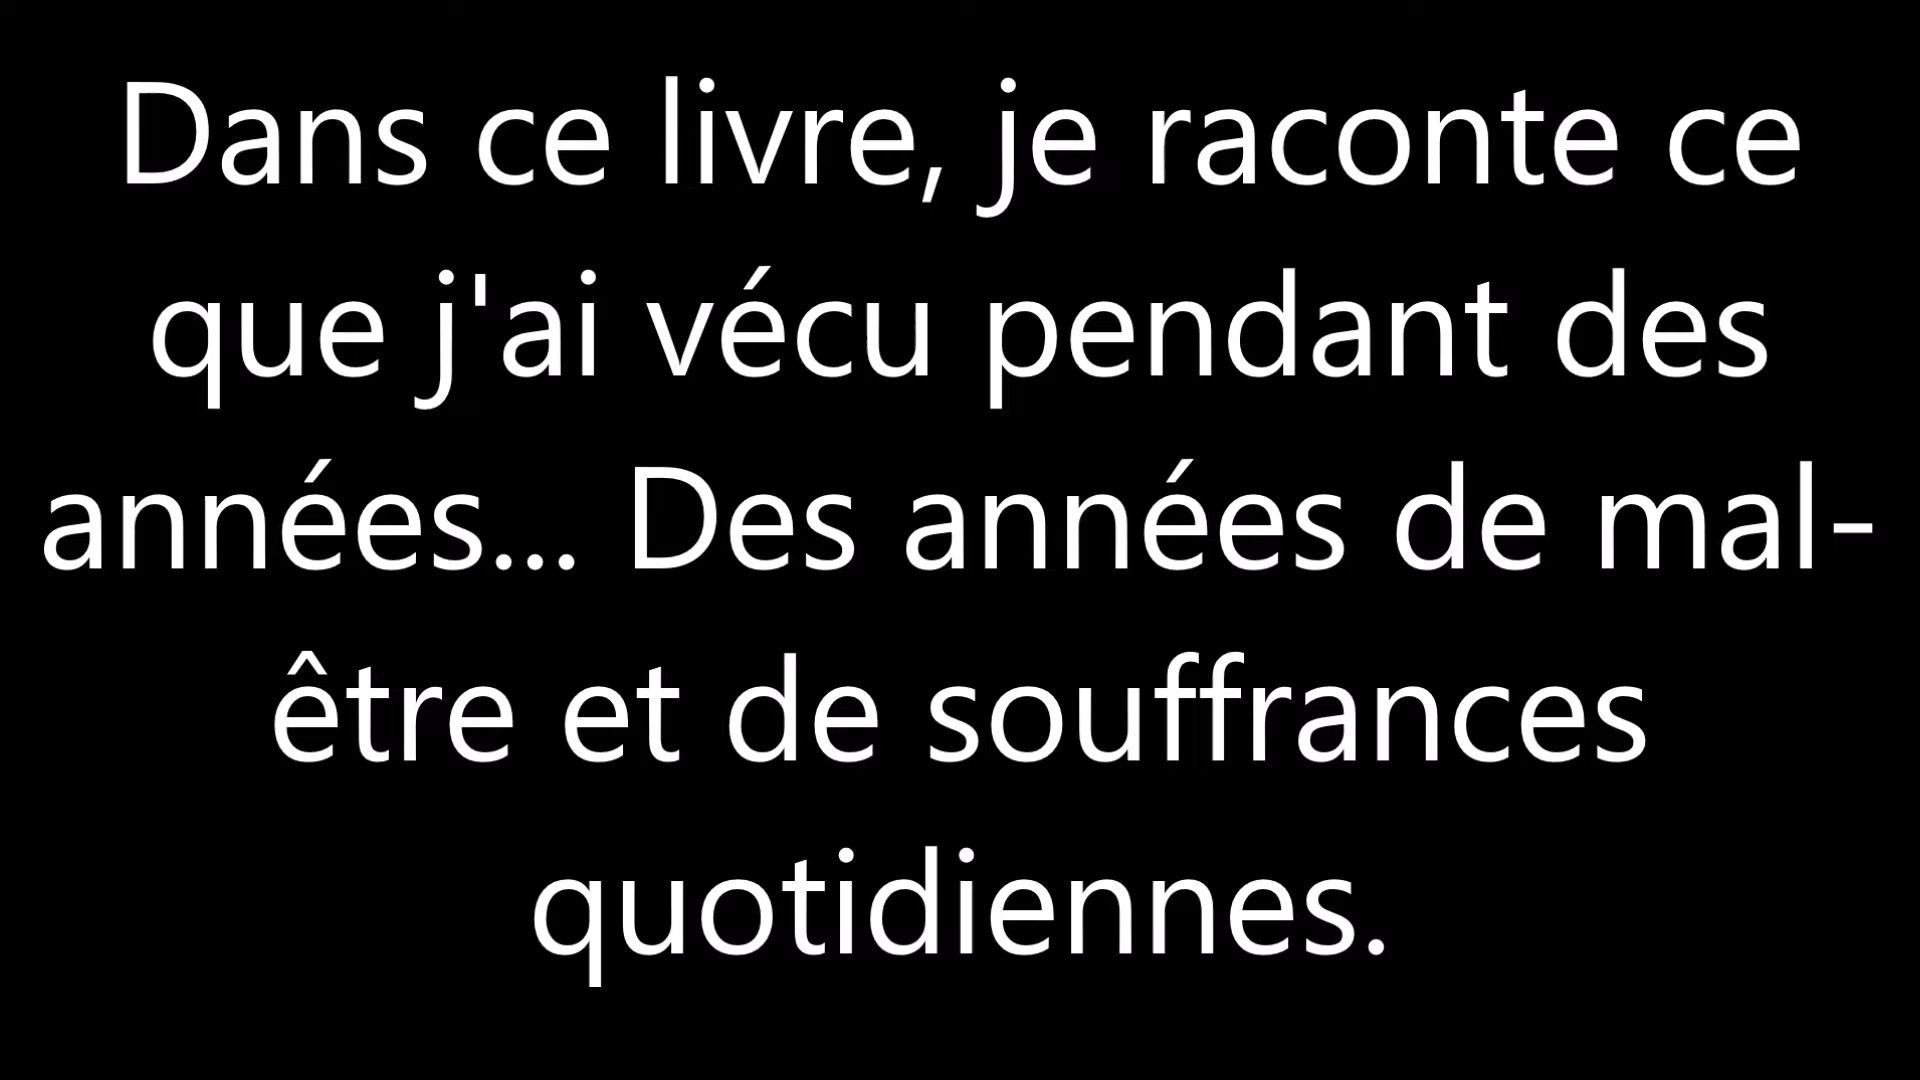 Dans ce livre, je raconte ce
que j'ai vécu pendant des
années... Des années de mal-
être et de souffrances
quotidiennes.